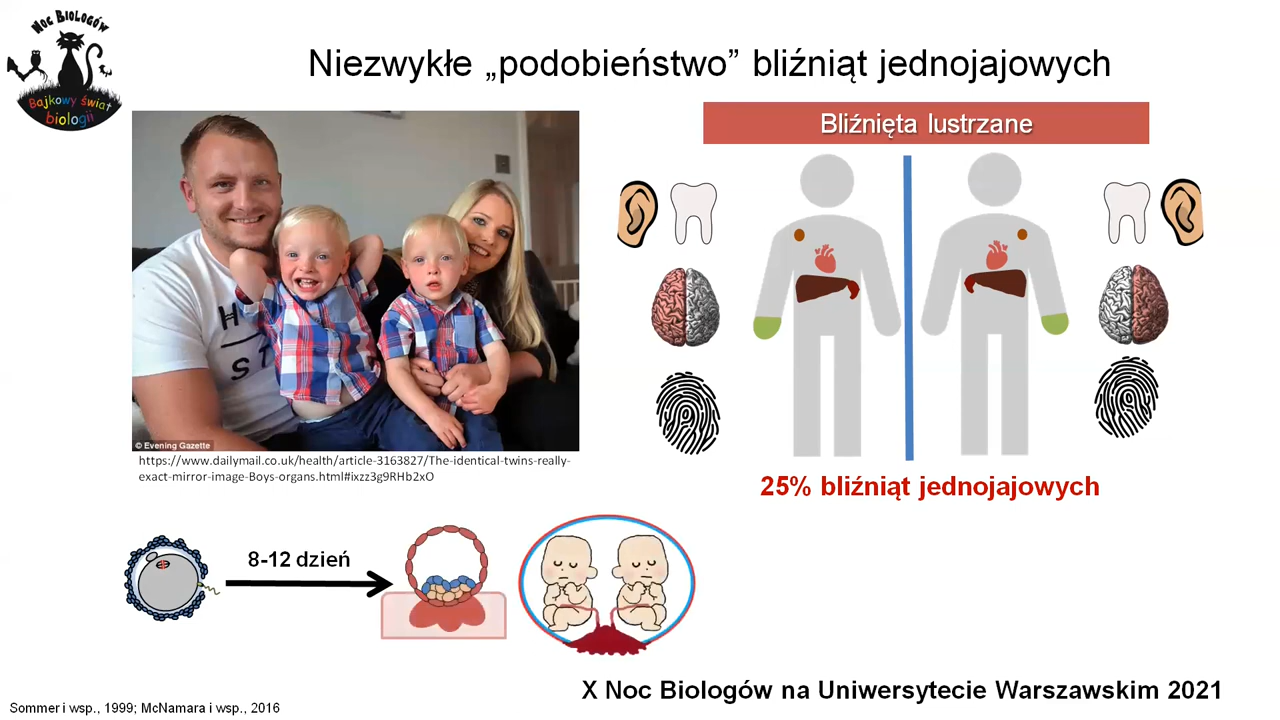 Noc Biologów
Bajkowy świat
biologii
Niezwykłe „podobieństwo” bliźniąt jednojajowych
Bliźnięta lustrzane
H
ST
© Evening Gazette
https://www.dailymail.co.uk/health/article-3163827/The-identical-twins-really-
exact-mirror-image-Boys-organs.html#ixzz3g9RHb2xO
25% bliźniąt jednojajowych
8-12 dzień
X Noc Biologów na Uniwersytecie Warszawskim 2021
Sommer i wsp., 1999; McNamara i wsp., 2016